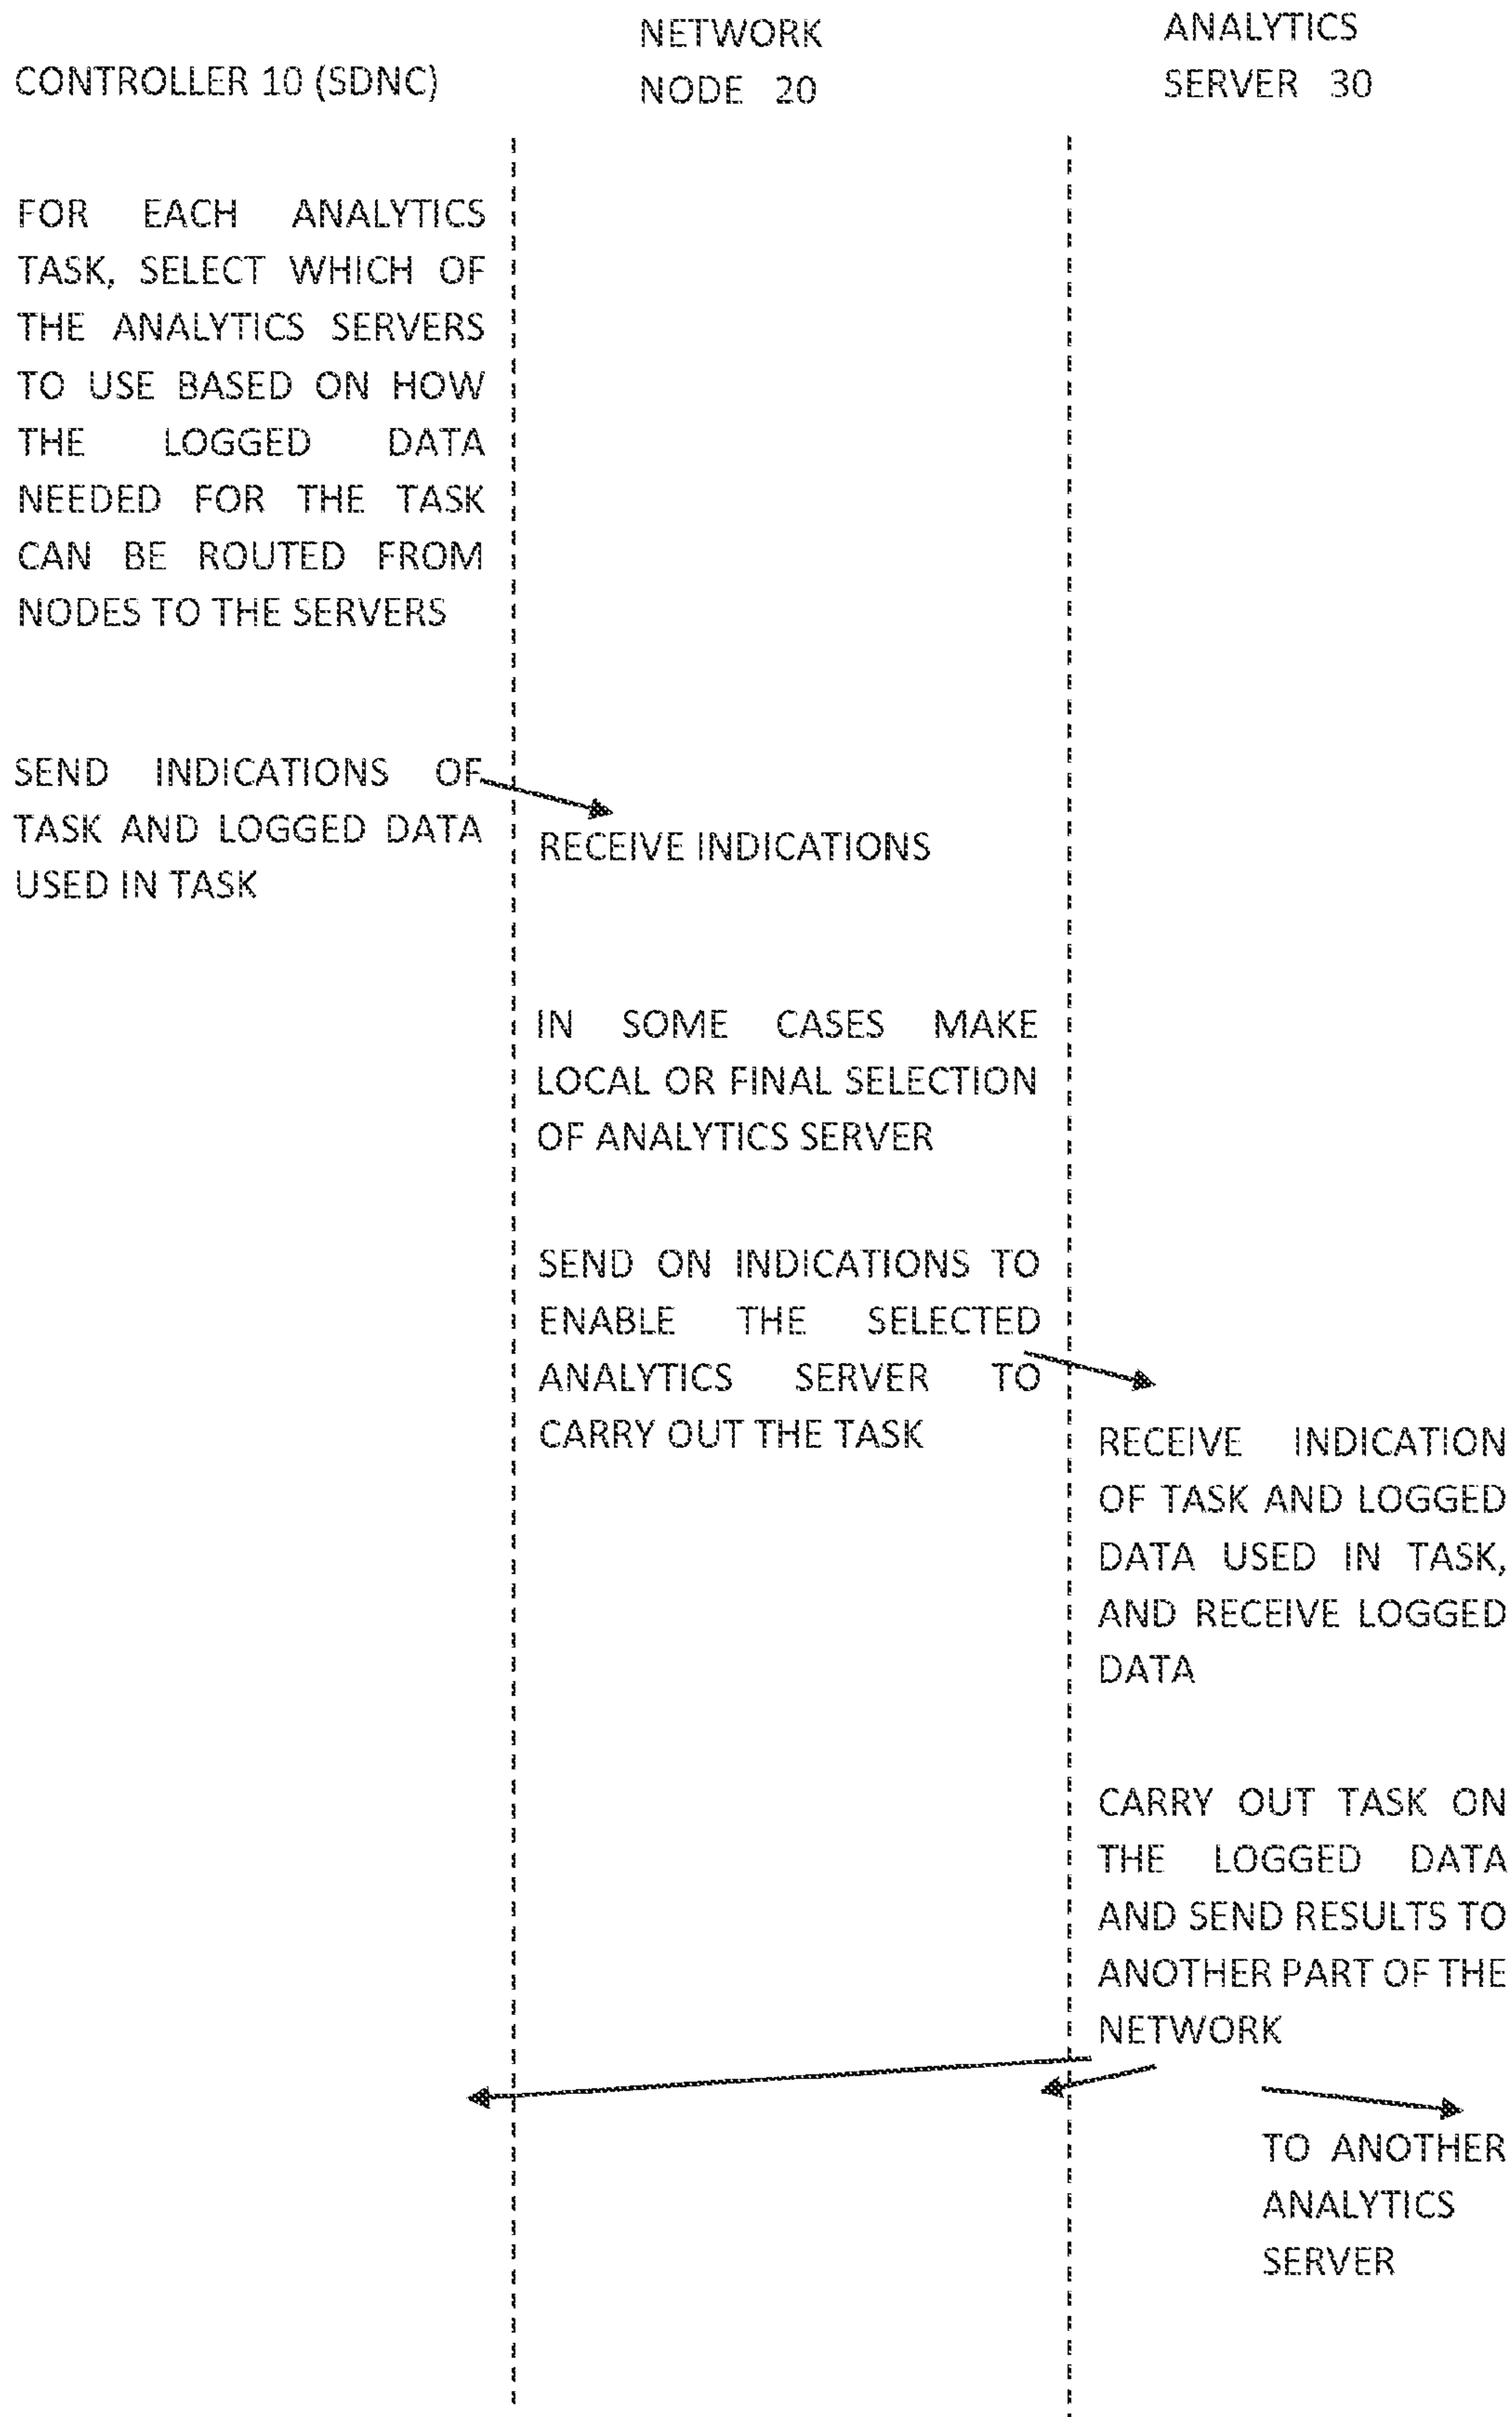 CONTROLLER 10 (SDNC)
NETWORK
NODE 20
ANALYTICS
SERVER 30
FOR EACH ANALYTICS
TASK, SELECT WHICH OF
THE ANALYTICS SERVERS
TO USE BASED ON HOW
THE LOGGED DATA
NEEDED FOR THE TASK
CAN BE ROUTED FROM
NODES TO THE SERVERS
SEND INDICATIONS OF
TASK AND LOGGED DATA
USED IN TASK
RECEIVE INDICATIONS
IN SOME CASES MAKE
LOCAL OR FINAL SELECTION
OF ANALYTICS SERVER
SEND ON INDICATIONS TO
ENABLE THE SELECTED
ANALYTICS SERVER TO
CARRY OUT THE TASK
RECEIVE INDICATION
OF TASK AND LOGGED
DATA USED IN TASK,
AND RECEIVE LOGGED
DATA
CARRY OUT TASK ON
THE LOGGED DATA
AND SEND RESULTS TO
ANOTHER PART OF THE
NETWORK
TO ANOTHER
ANALYTICS
SERVER